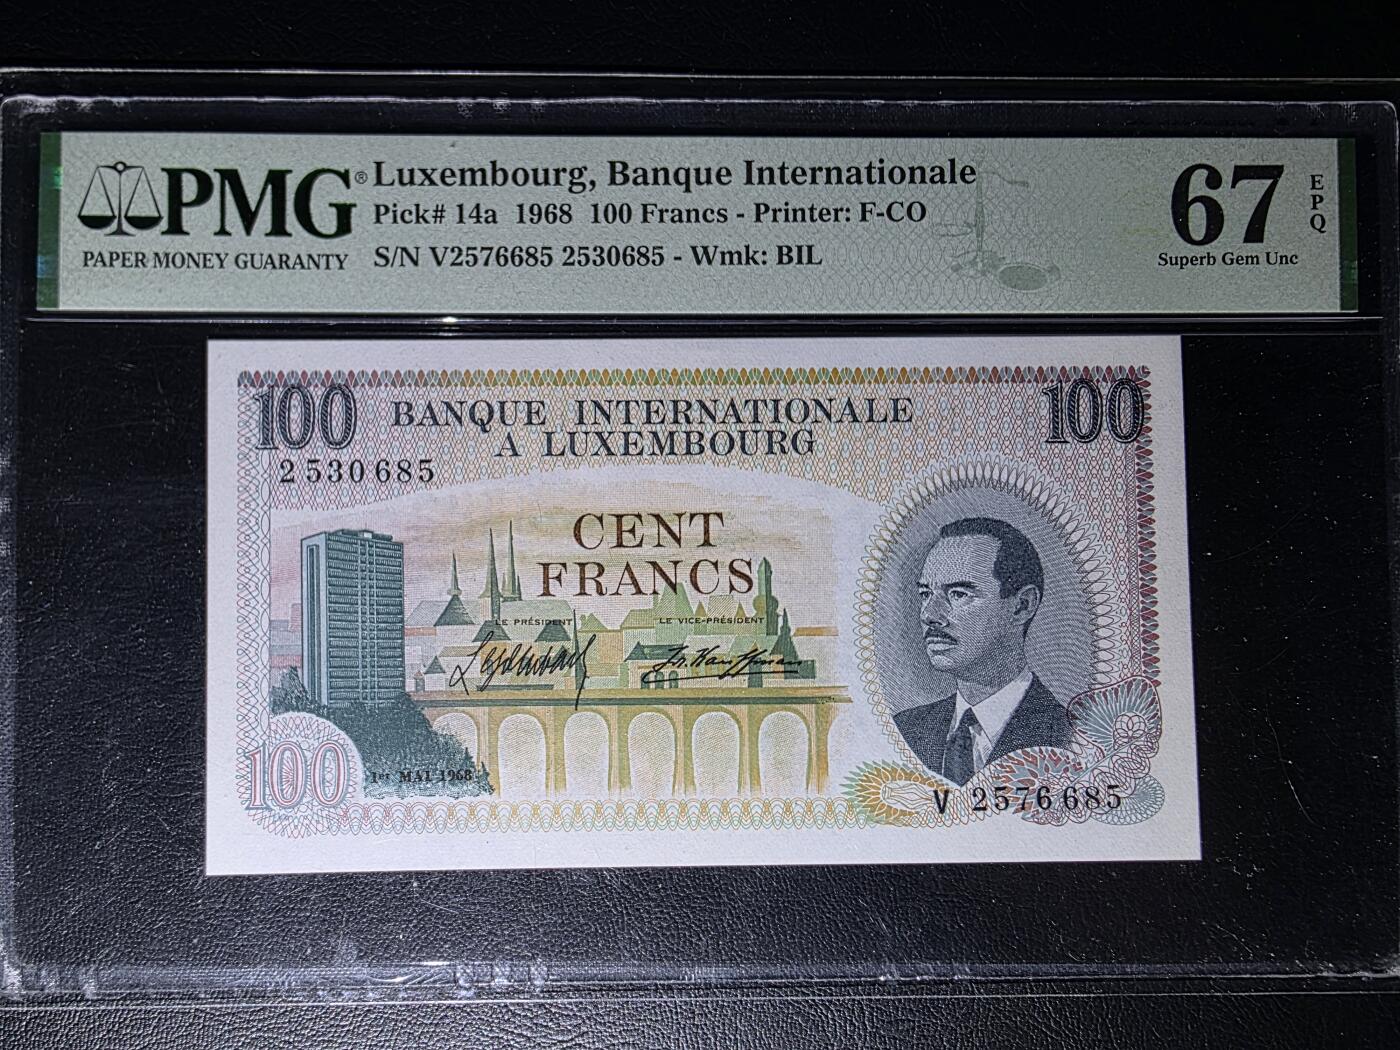 PMG®
PAPER MONEY GUARANTY
Luxembourg, Banque Internationale
Pick# 14a 1968 100 Francs - Printer: F-CO
S/N V2576685 2530685 - Wmk: BIL
67
EPQ
Superb Gem Unc
100
BANQUE INTERNATIONALE
A LUXEMBOURG
100
2530685
CENT
FRANCS
LE PRÉSIDENT
LE VICE-PRÉSIDENT
100
1er MAI 1968
V 2576685